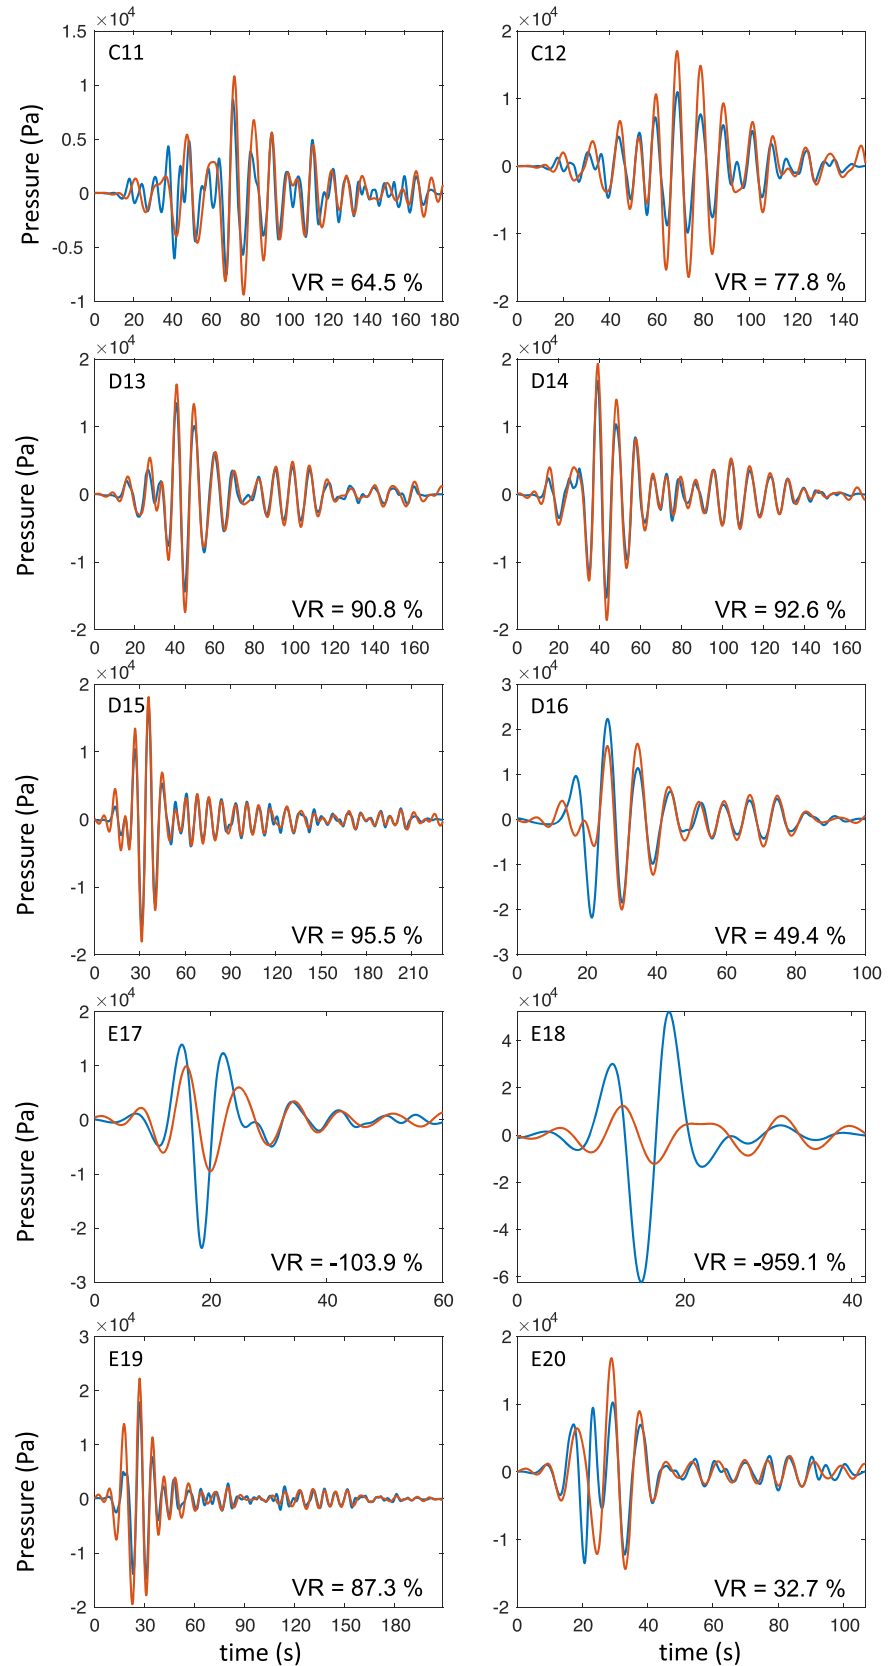 ×10⁴ ×10⁴
1.5 C11 2 C12
1 1
0.5
0 0
-0.5 -1
-1 VR = 64.5 % -2 VR = 77.8 %
Pressure (Pa)
0 20 40 60 80 100 120 140 160 180 0 20 40 60 80 100 120 140
×10⁴ ×10⁴
2 D13 2 D14
1 1
0 0
-1 -1
-2 VR = 90.8 % -2 VR = 92.6 %
Pressure (Pa)
0 20 40 60 80 100 120 140 160 0 20 40 60 80 100 120 140 160
×10⁴ ×10⁴
2 D15 3 D16
1 2
0 1
-1 0
-2 -1
-2
VR = 95.5 % -3 VR = 49.4 %
Pressure (Pa)
0 30 60 90 120 150 180 210 0 20 40 60 80 100
×10⁴ ×10⁴
2 E17 4 E18
1 2
0 0
-1 -2
-2 -4
-3 VR = -103.9 % -6 VR = -959.1 %
Pressure (Pa)
0 20 40 60 0 20 40
×10⁴ ×10⁴
3 E19 2 E20
2 1
1 0
0 -1
-1
-2 VR = 87.3 % -2 VR = 32.7 %
Pressure (Pa)
0 30 60 90 120 150 180 0 20 40 60 80 100
time (s) time (s)